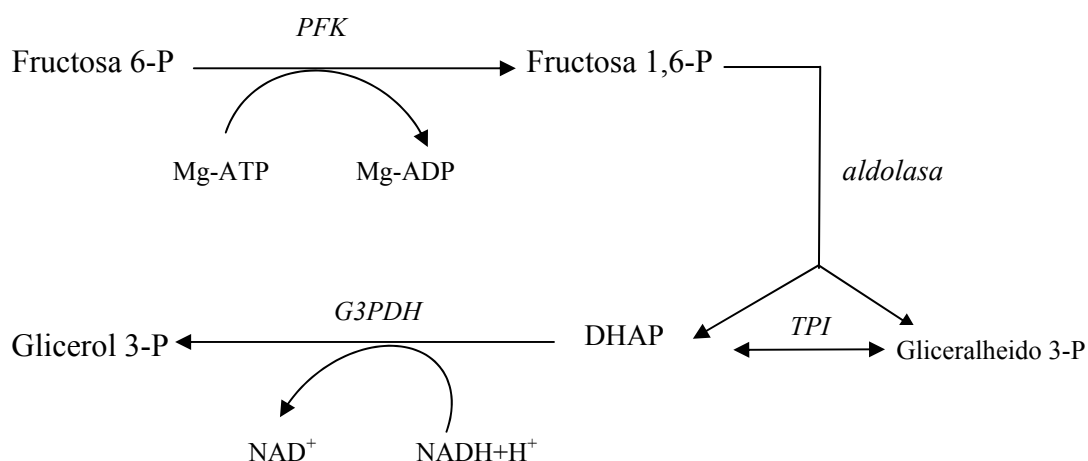 PFK
Fructosa 6-P Fructosa 1,6-P
Mg-ATP Mg-ADP
aldolasa
G3PDH
Glicerol 3-P DHAP TPI Gliceralheido 3-P
NAD⁺ NADH+H⁺